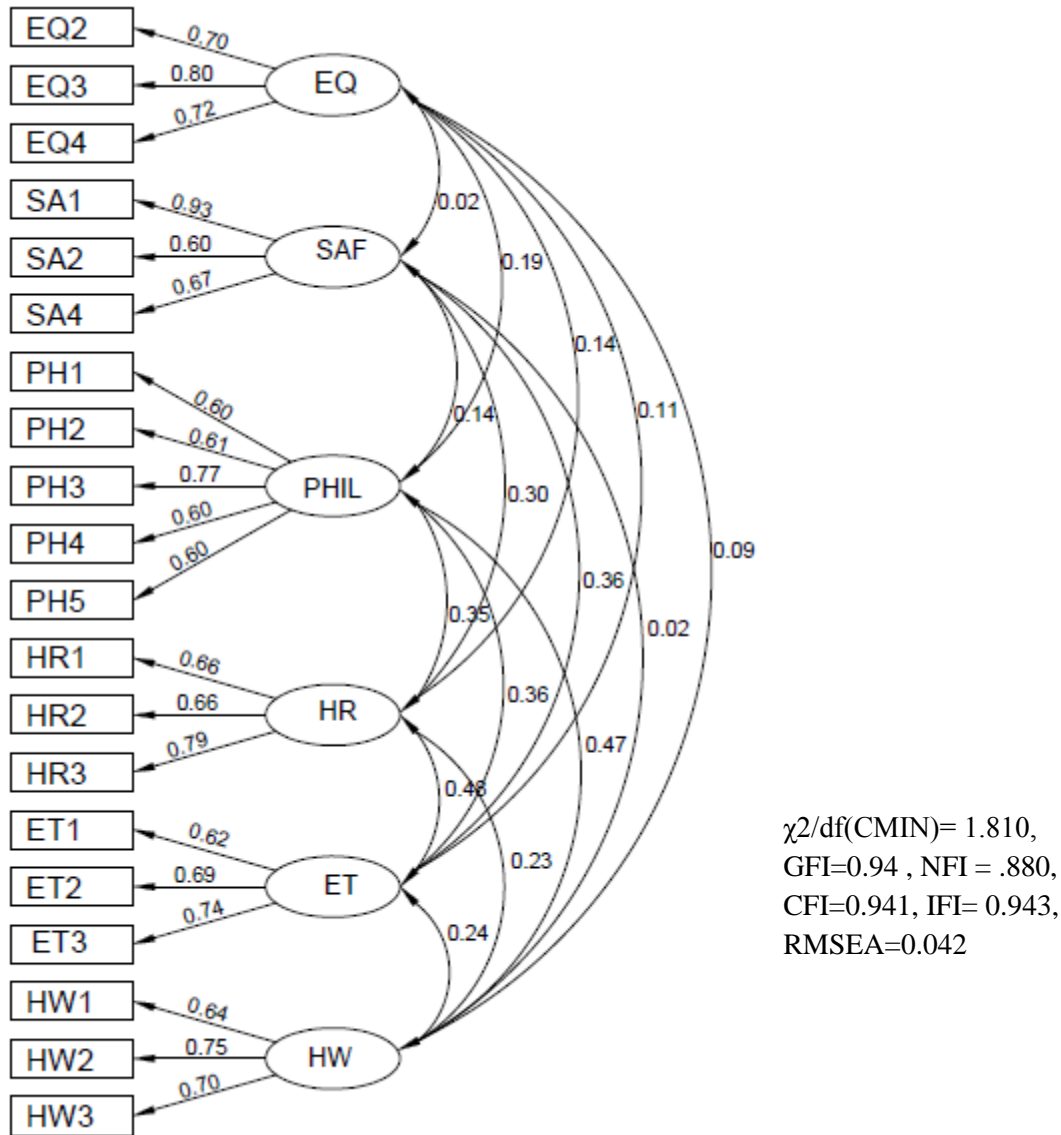 EQ2
0.70
EQ3
0.80
EQ
EQ4
0.72
SA1
0.93
0.02
SA2
0.60
SAF
0.19
SA4
0.67
0.14
PH1
0.60
0.14
0.11
PH2
0.61
PH3
0.77
PHIL
0.30
PH4
0.60
0.09
PH5
0.60
0.36
0.35
0.02
HR1
0.66
HR2
0.66
HR
0.36
HR3
0.79
0.47
0.48
ET1
0.62
χ2/df(CMIN)= 1.810,
ET2
0.69
ET
0.23
GFI=0.94 , NFI = .880,
ET3
0.74
0.24
CFI=0.941, IFI= 0.943,
RMSEA=0.042
HW1
0.64
HW2
0.75
HW
HW3
0.70